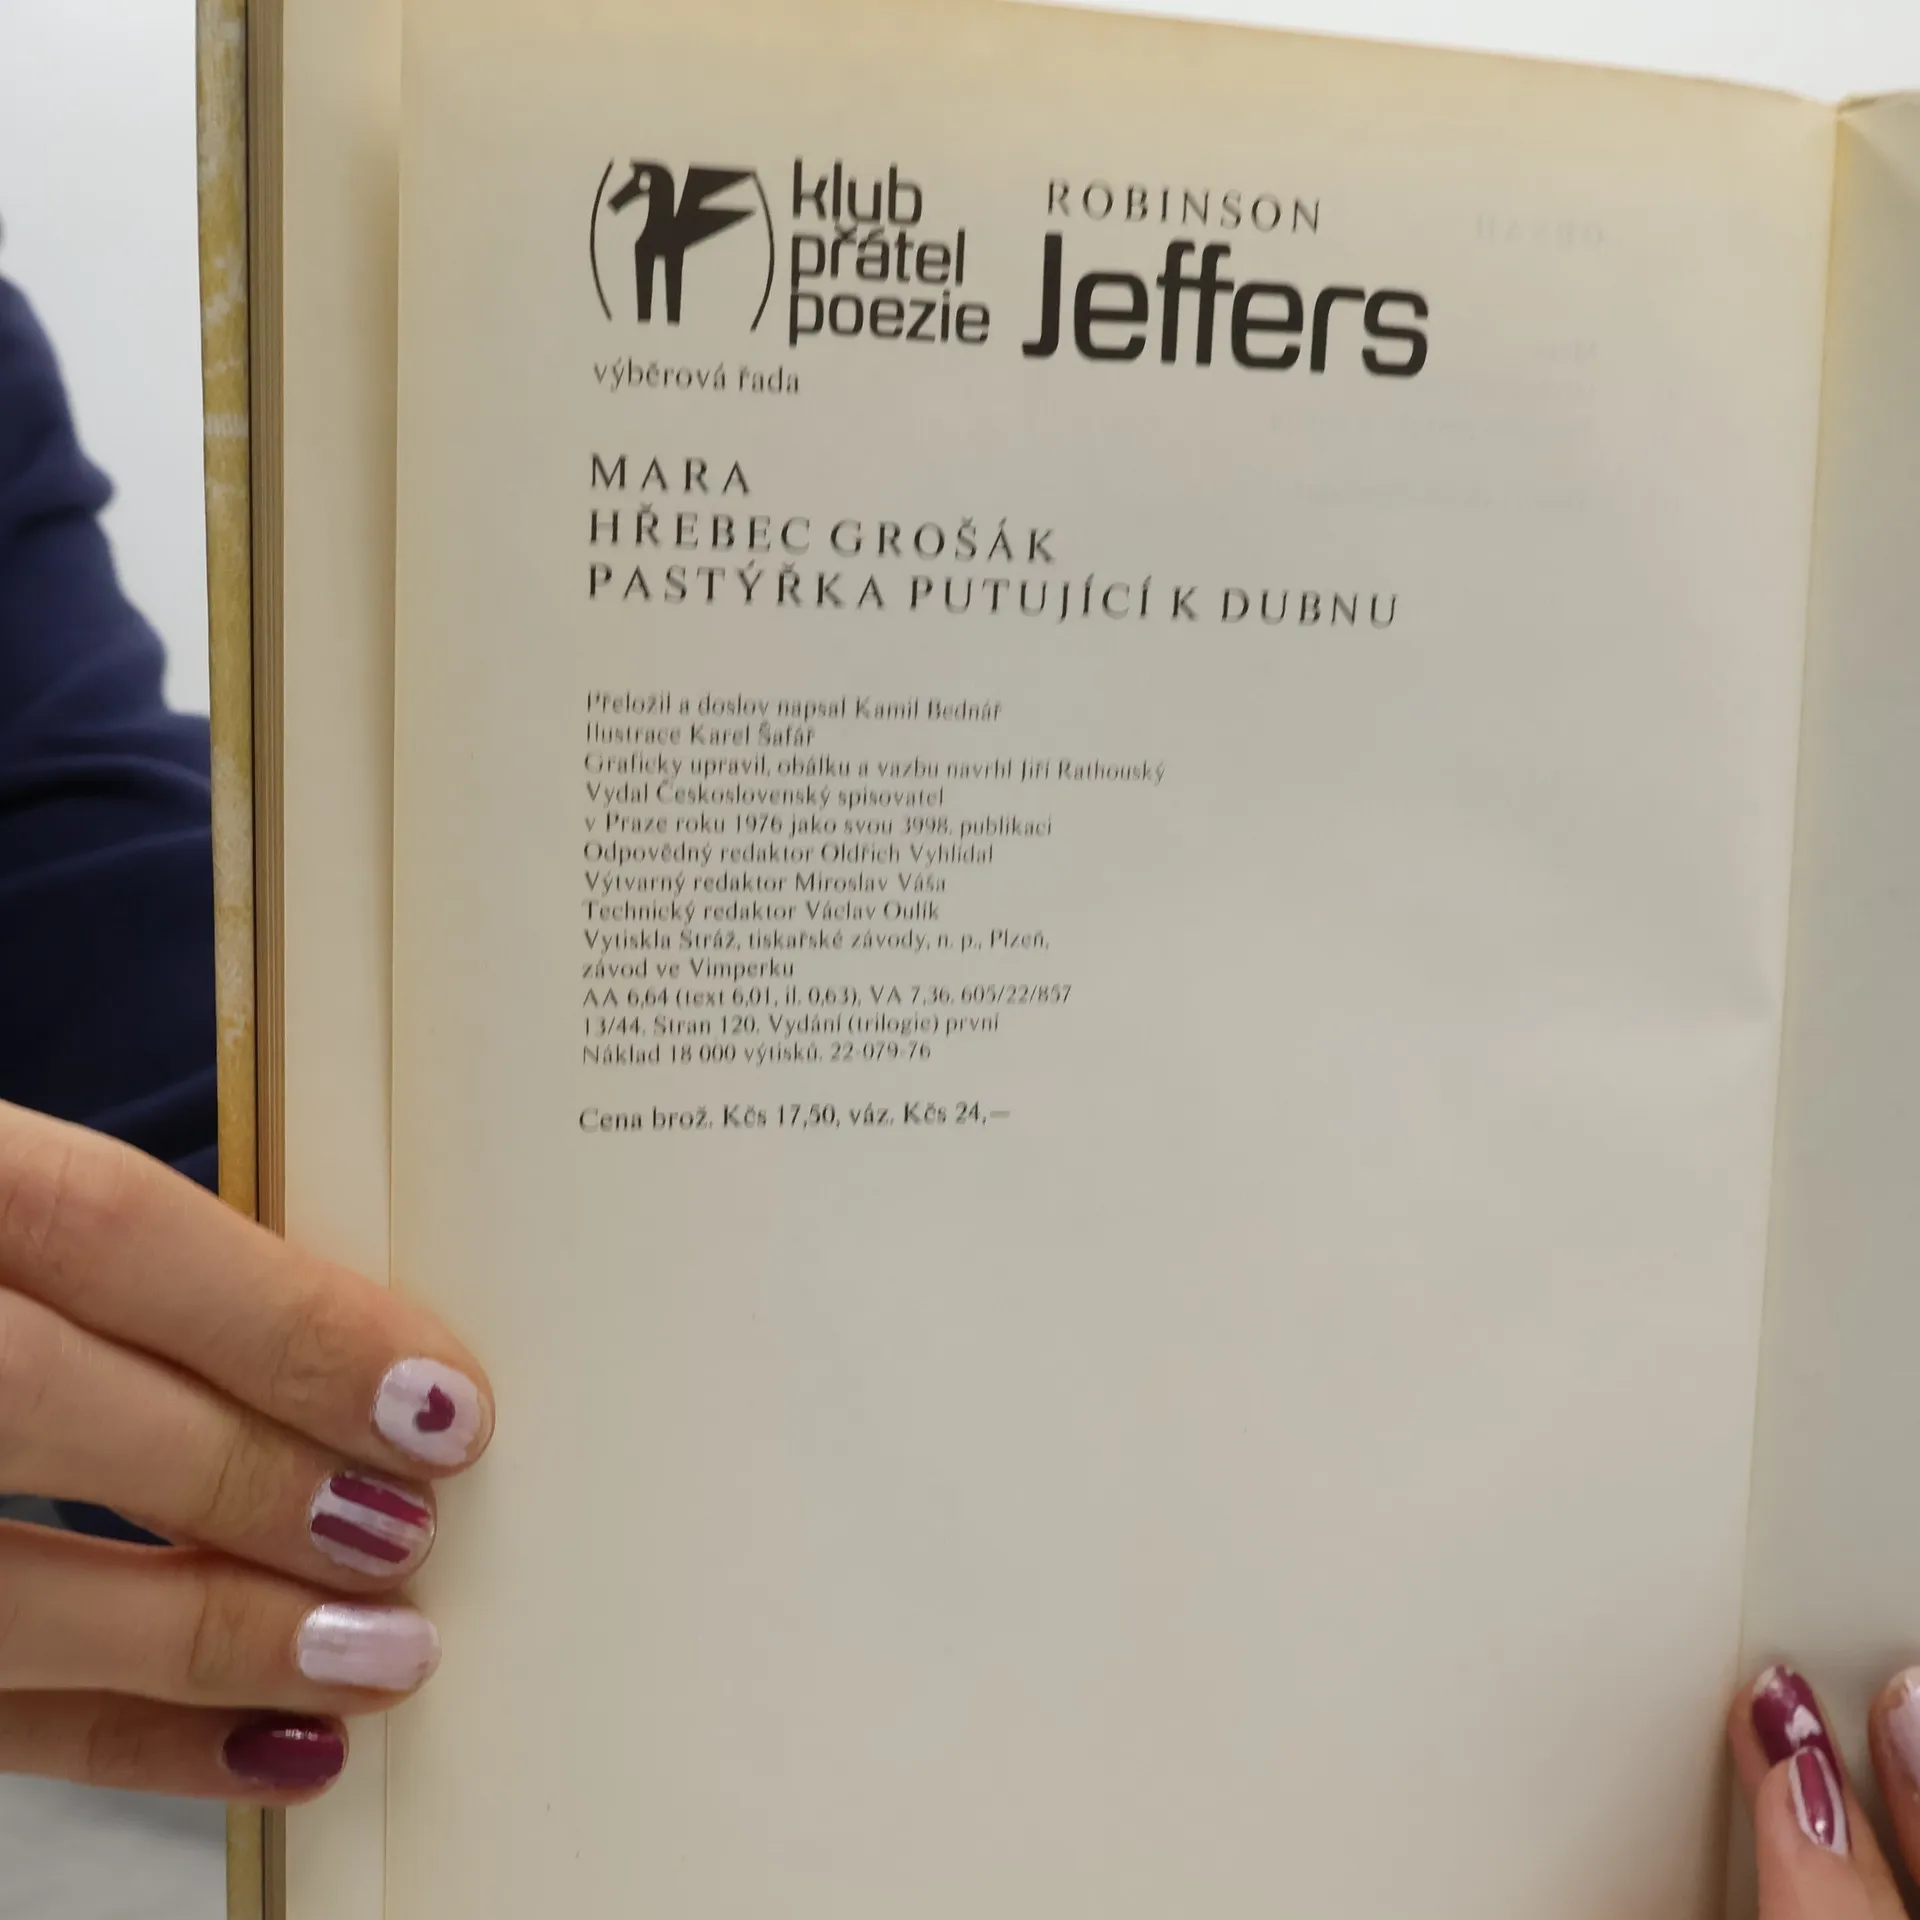 klub
přátel
poezie
výběrová řada
ROBINSON
Jeffers
MARA
HŘEBEC GROŠÁK
PASTÝŘKA PUTUJÍCÍ K DUBNU
Přeložil a doslov napsal Kamil Bednář
Ilustrace Karel Šafář
Graficky upravil, obálku a vazbu navrhl Jiří Rathouský
Vydal Československý spisovatel
v Praze roku 1976 jako svou 3998. publikaci
Odpovědný redaktor Oldřich Vyhlídal
Výtvarný redaktor Miroslav Váša
Technický redaktor Václav Oulík
Vytiskla Stráž, tiskařské závody, n. p., Plzeň,
závod ve Vimperku
AA 6,64 (text 6,01, il. 0,63), VA 7,36. 605/22/857
13/44. Stran 120. Vydání (trilogie) první
Náklad 18 000 výtisků. 22-079-76
Cena brož. Kčs 17,50, váz. Kčs 24,—